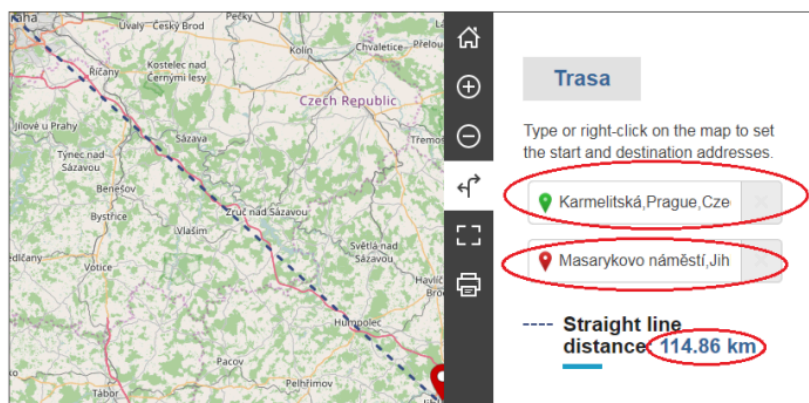 Praha
Uvaly
Český Brod
Pečky
Kolín
Chvaletice
Přelou
Říčany
Kostelec nad
Černými lesy
Czech Republic
Jílové u Prahy
Sázava
Týnec nad
Sázavou
Benešov
Bystřice
Vlašim
Zruč nad Sázavou
Světlá nad
Sázavou
Votice
Havlíč
Humpolec
Pacov
Pelhřimov
Tábor
Trasa
Type or right-click on the map to set
the start and destination addresses.
Karmelitská,Prague,Cze
Masarykovo náměstí,Jih
Straight line
distance 114.86 km